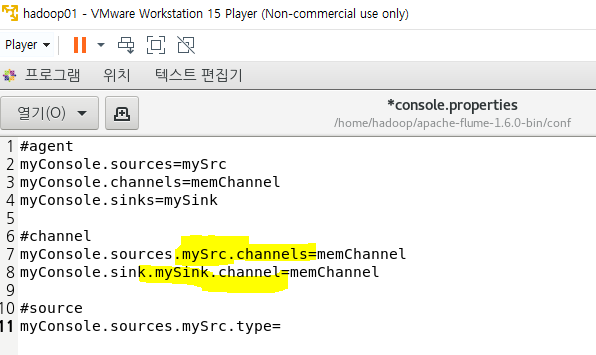 hadoop01 - VMware Workstation 15 Player (Non-commercial use only)
Player
프로그램 위치 텍스트 편집기
열기(O) *console.properties
/home/hadoop/apache-flume-1.6.0-bin/conf
1 #agent
2 myConsole.sources=mySrc
3 myConsole.channels=memChannel
4 myConsole.sinks=mySink
5
6 #channel
7 myConsole.sources.mySrc.channels=memChannel
8 myConsole.sink.mySink.channel=memChannel
9
10 #source
11 myConsole.sources.mySrc.type=